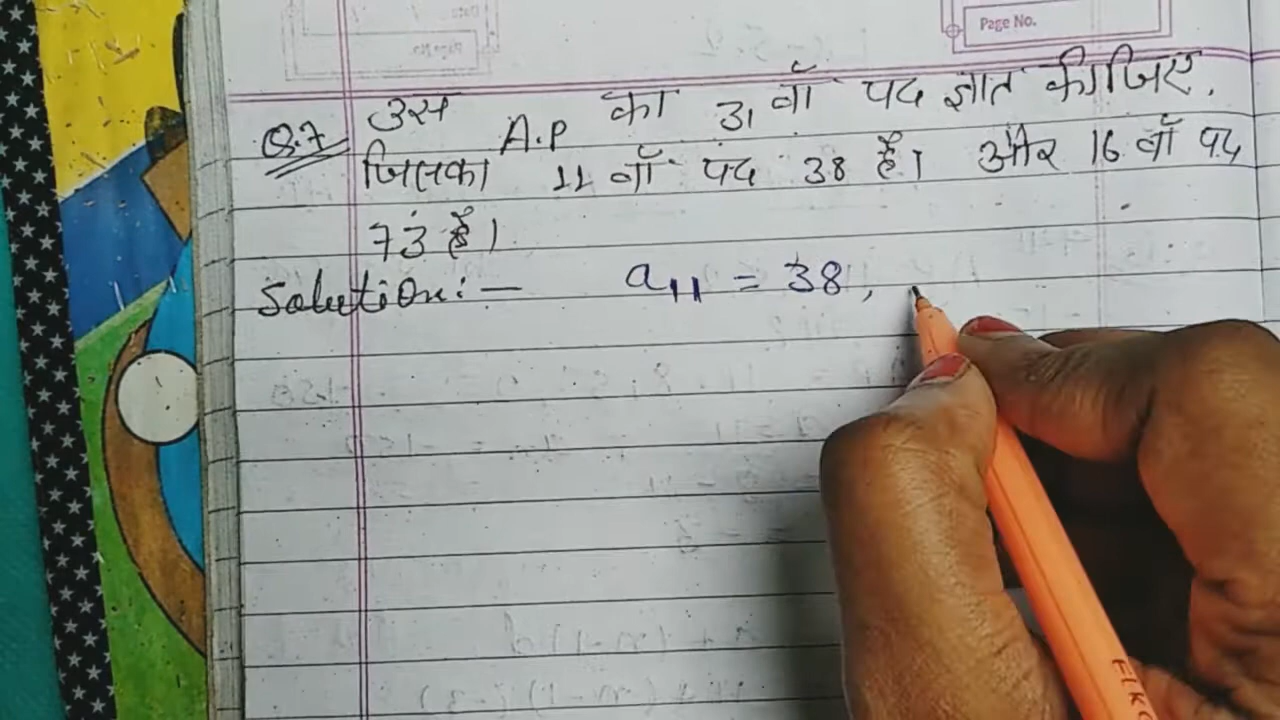 Page No.
Q.7 उस A.P का 31 वाँ पद ज्ञात कीजिए.
जिसका 11 वाँ पद 38 है। और 16 वाँ पद
73 है।
Solution:- a₁₁ = 38,